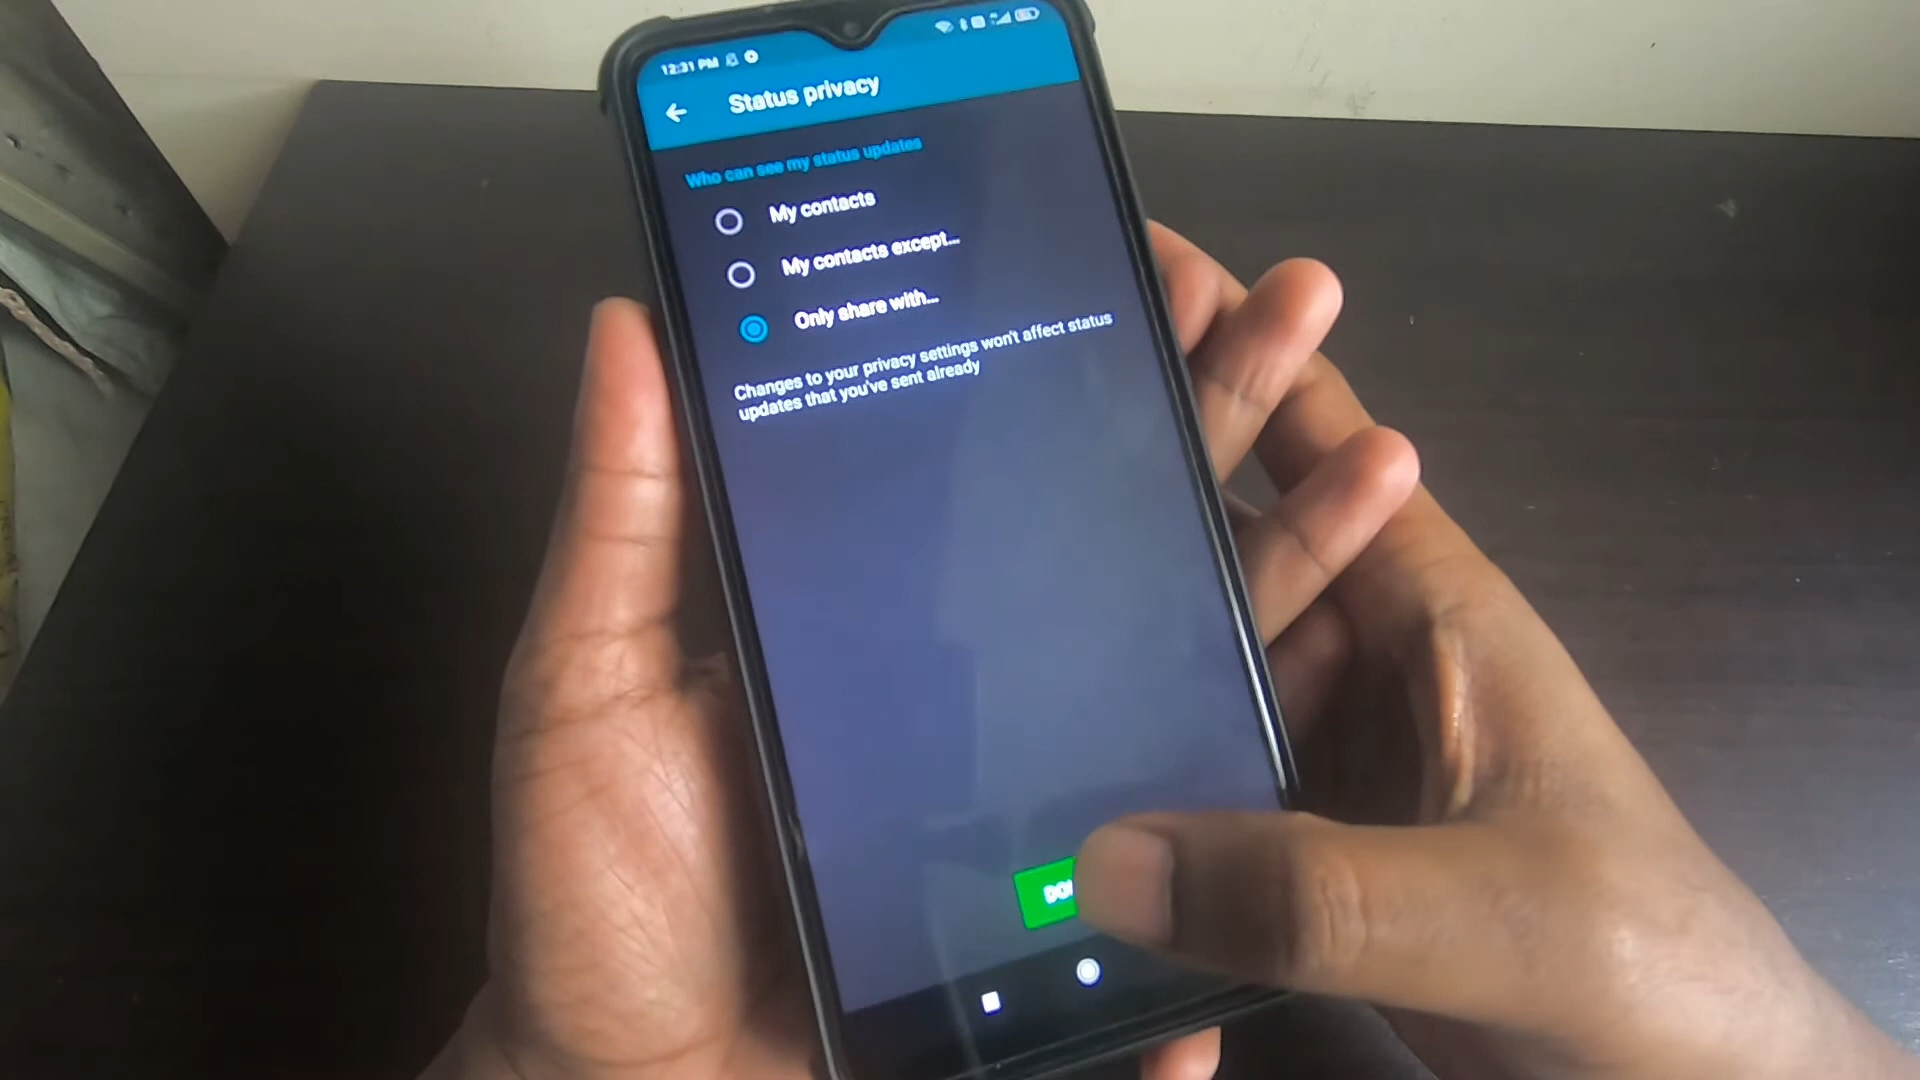 12:31 PM
Status privacy
Who can see my status updates
My contacts
My contacts except...
Only share with...
Changes to your privacy settings won't affect status
updates that you've sent already